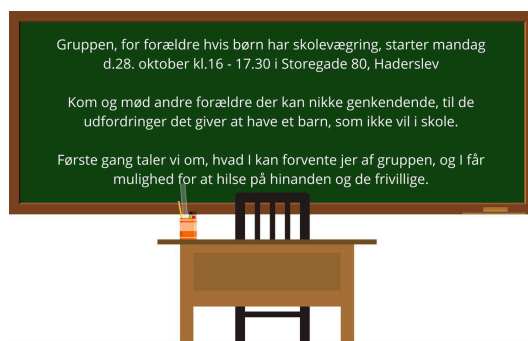 Gruppen, for forældre hvis børn har skolevægring, starter mandag
d.28. oktober kl.16 - 17.30 i Storegade 80, Haderslev
Kom og mød andre forældre der kan nikke genkendende, til de
udfordringer det giver at have et barn, som ikke vil i skole.
Første gang taler vi om, hvad I kan forvente jer af gruppen, og I får
mulighed for at hilse på hinanden og de frivillige.